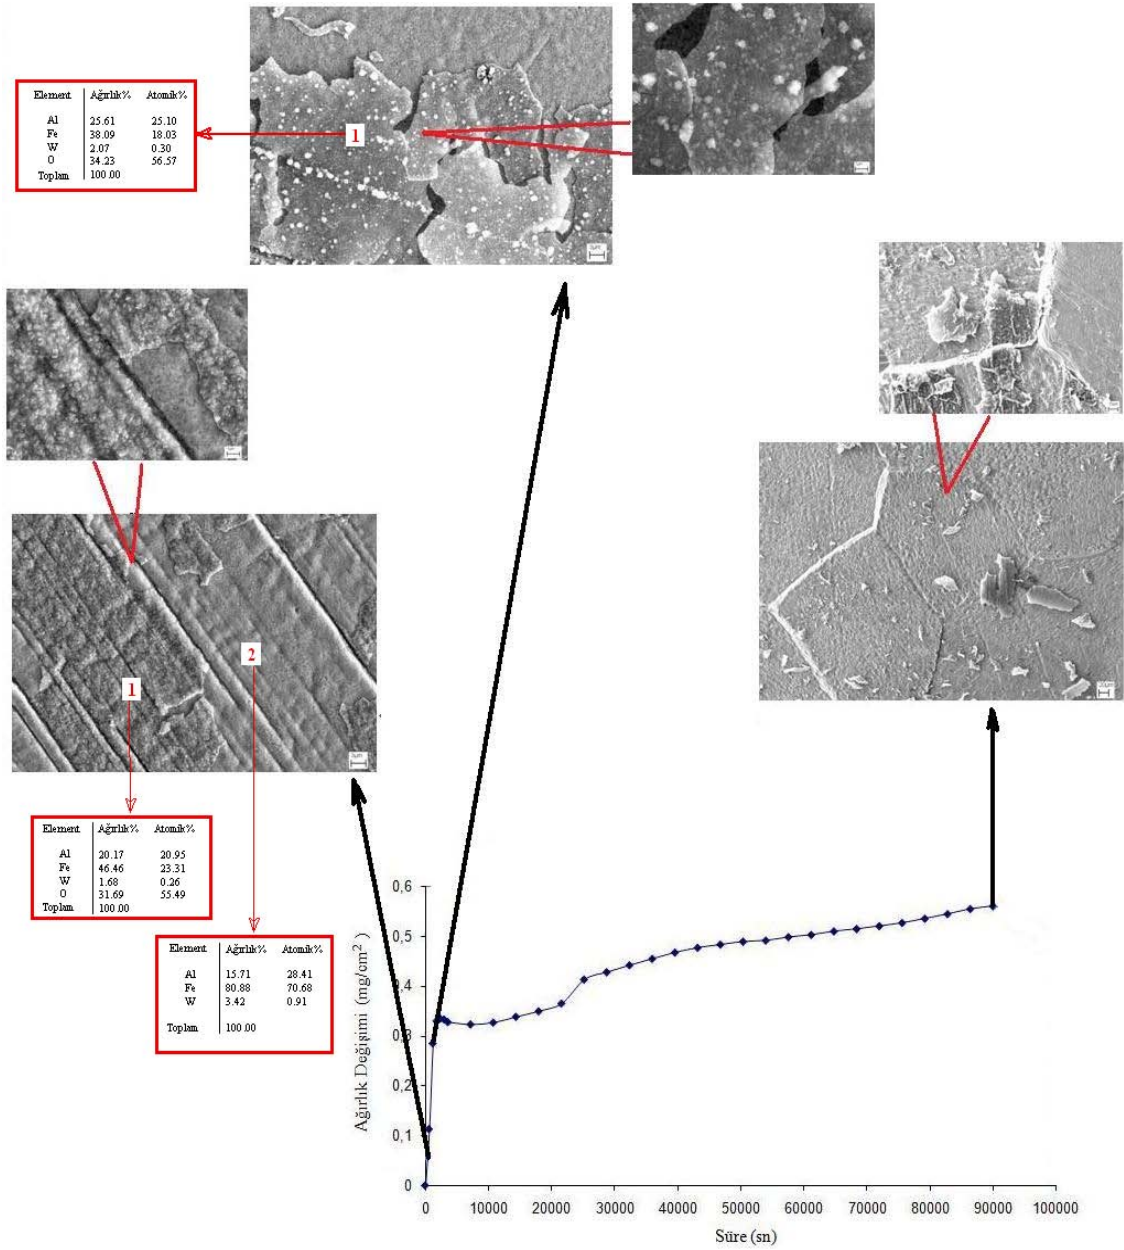 Element Ağırlık% Atomik%
Al 25.61 25.10
Fe 38.09 18.03
W 2.07 0.30
O 34.23 56.57
Toplam 100.00
1
2
1
Element Ağırlık% Atomik%
Al 20.17 20.95
Fe 46.46 23.31
W 1.68 0.26
O 31.69 55.49
Toplam 100.00
Element Ağırlık% Atomik%
Al 15.71 28.41
Fe 80.88 70.68
W 3.42 0.91
Toplam 100.00
Ağırlık Değişimi (mg/cm²)
0,6
0,5
0,4
0,3
0,2
0,1
0
0 10000 20000 30000 40000 50000 60000 70000 80000 90000 100000
Süre (sn)